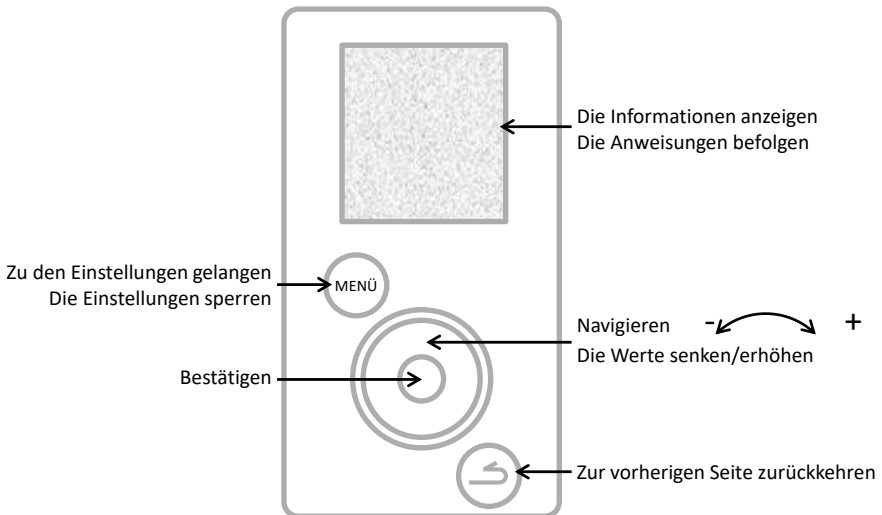 Die Informationen anzeigen
Die Anweisungen befolgen
Zu den Einstellungen gelangen
Die Einstellungen sperren
MENÜ
Navigieren - +
Die Werte senken/erhöhen
Bestätigen
Zur vorherigen Seite zurückkehren